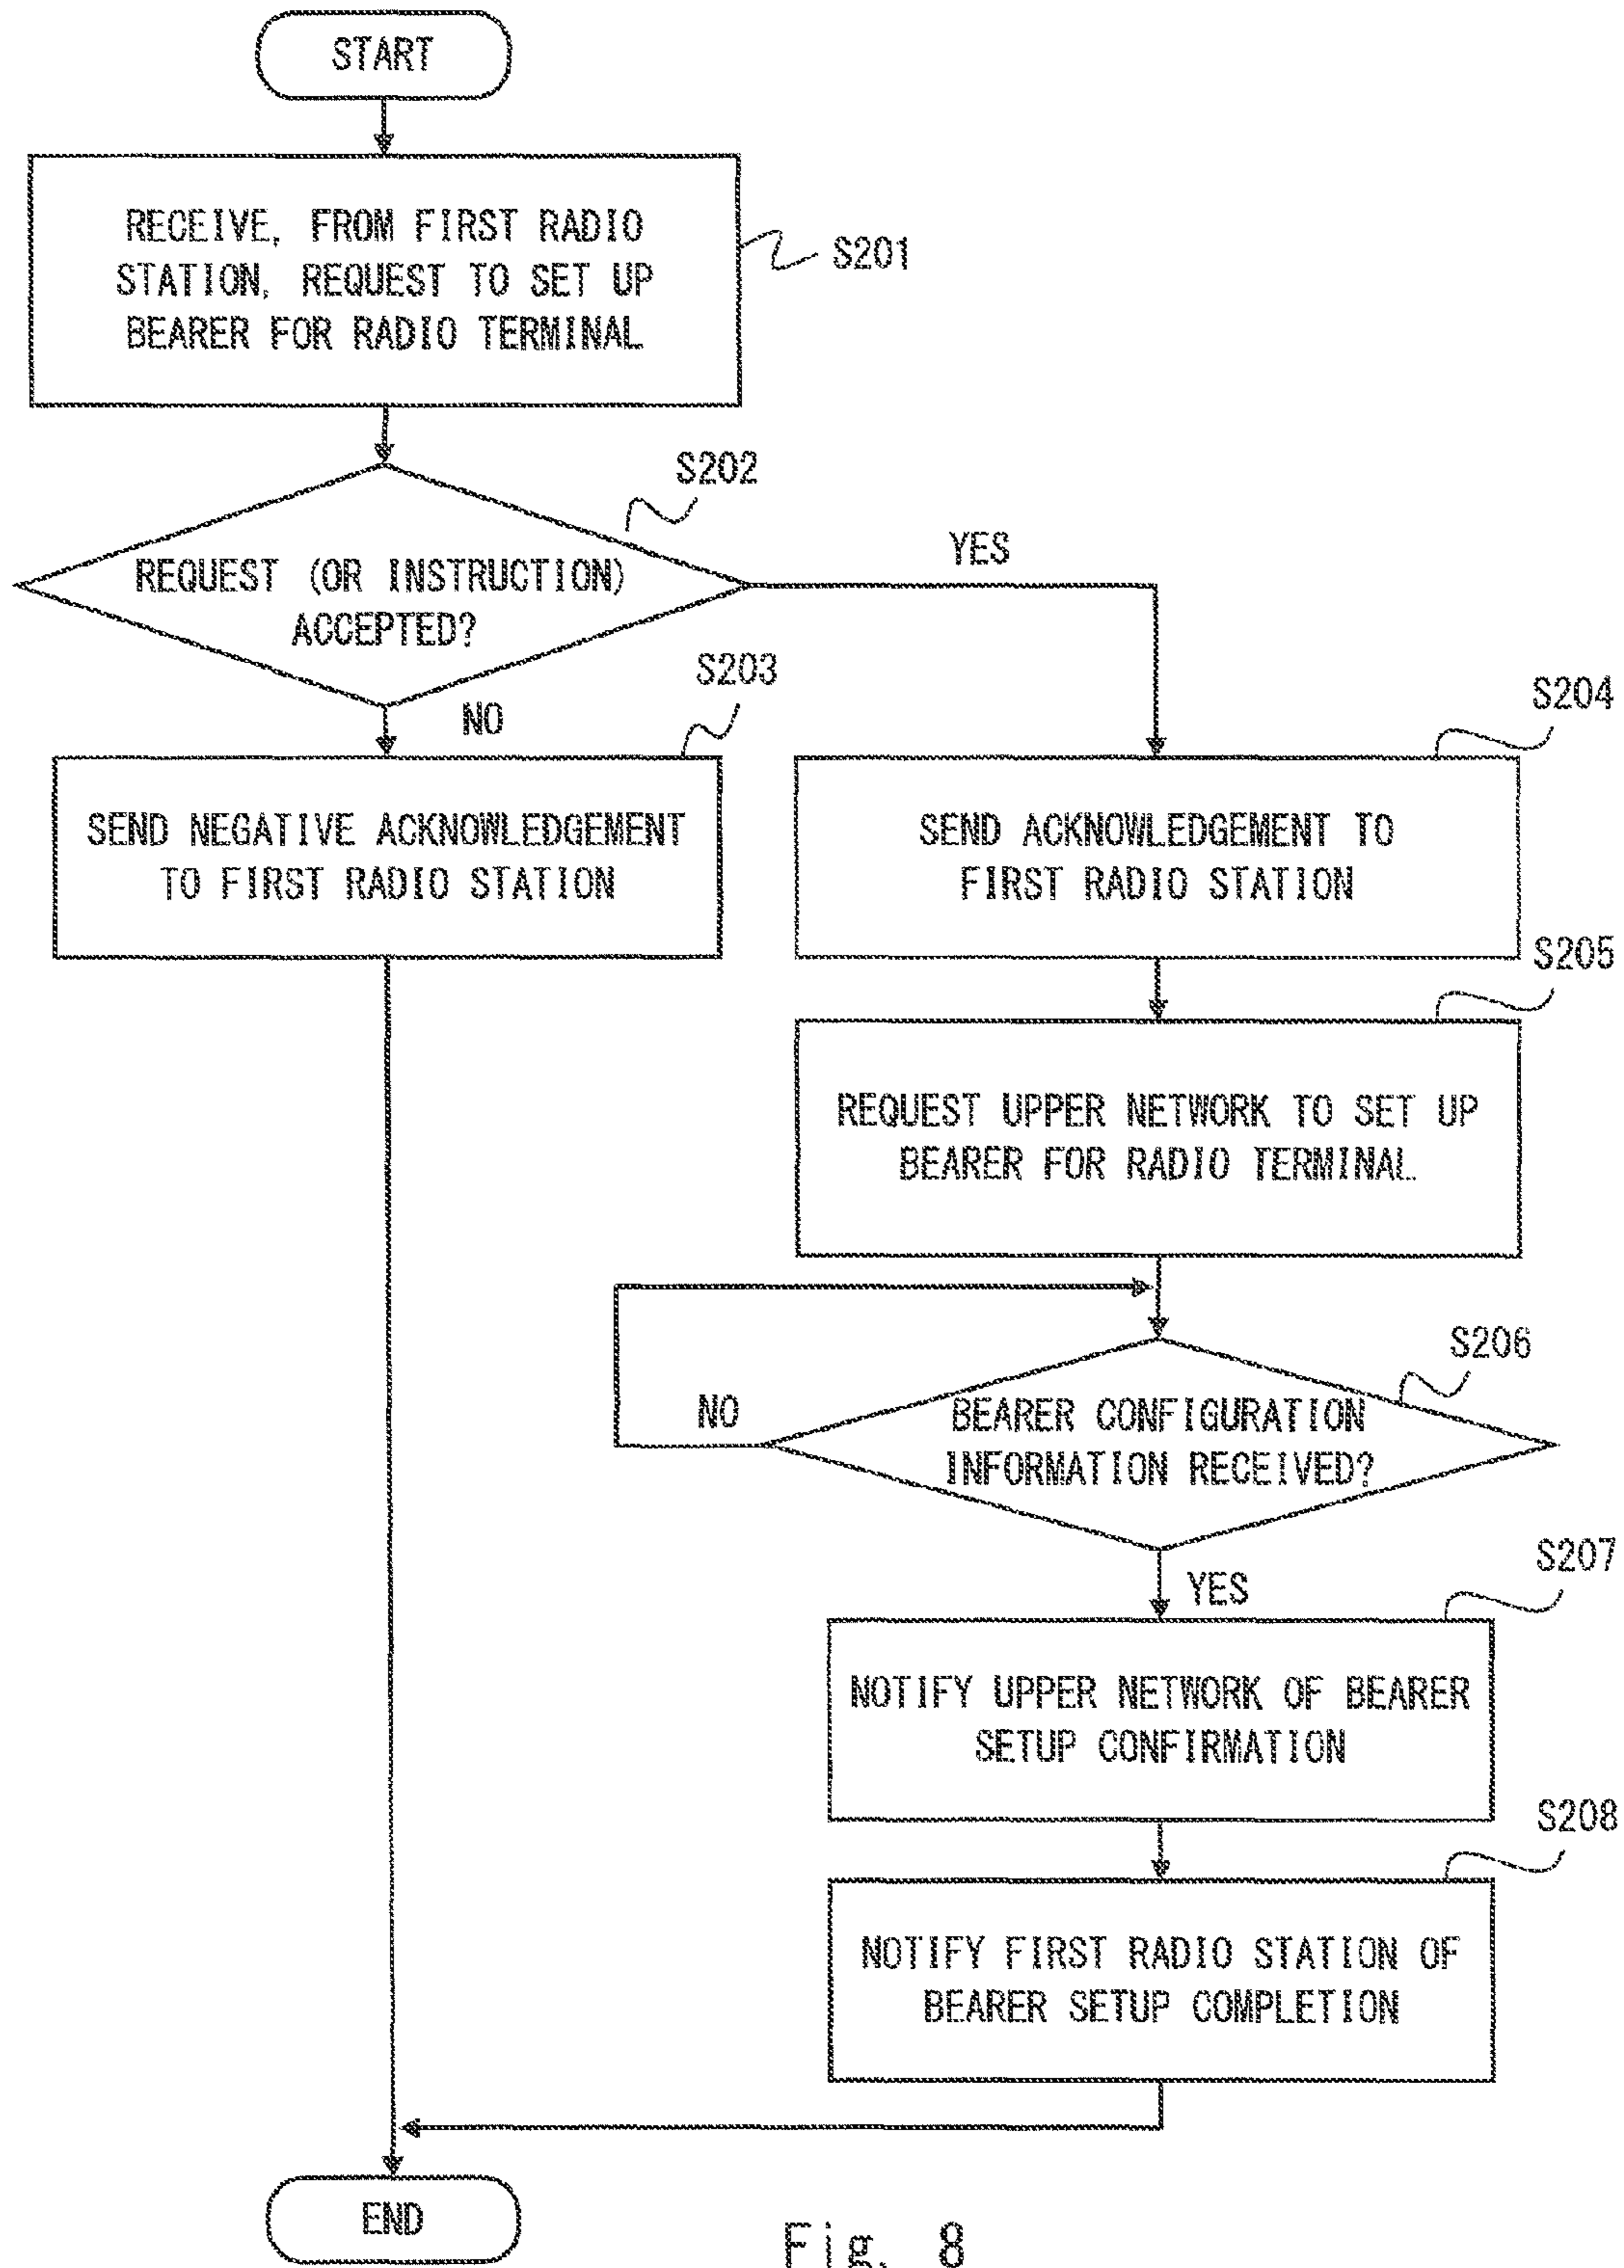 START
RECEIVE, FROM FIRST RADIO
STATION, REQUEST TO SET UP
BEARER FOR RADIO TERMINAL
S201
S202
REQUEST (OR INSTRUCTION)
ACCEPTED?
YES
NO
S203
SEND NEGATIVE ACKNOWLEDGEMENT
TO FIRST RADIO STATION
S204
SEND ACKNOWLEDGEMENT TO
FIRST RADIO STATION
S205
REQUEST UPPER NETWORK TO SET UP
BEARER FOR RADIO TERMINAL
S206
BEARER CONFIGURATION
INFORMATION RECEIVED?
NO
YES
S207
NOTIFY UPPER NETWORK OF BEARER
SETUP CONFIRMATION
S208
NOTIFY FIRST RADIO STATION OF
BEARER SETUP COMPLETION
END
Fig. 8